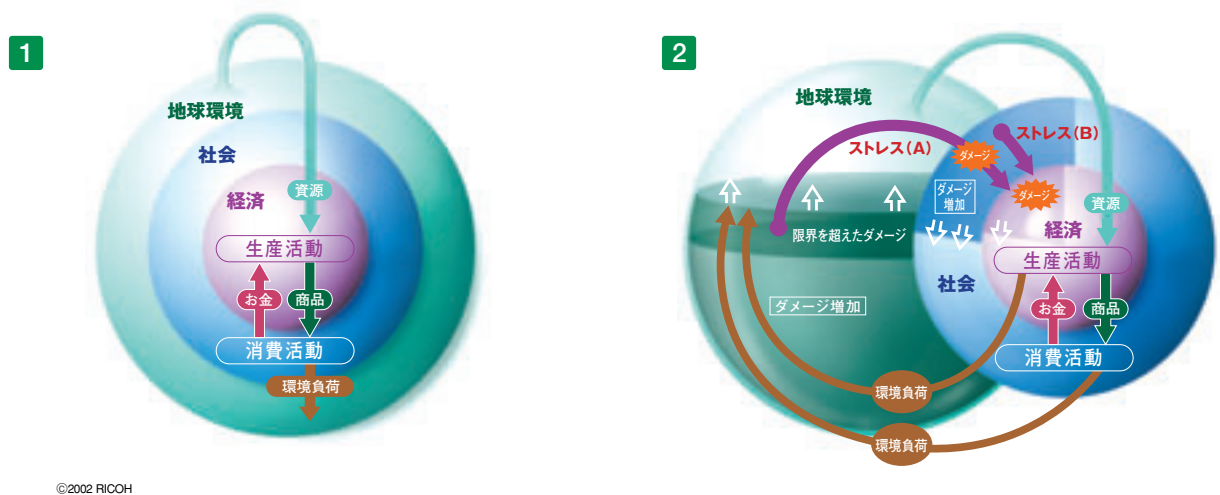 1
地球環境
社会
経済
資源
生産活動
お金
商品
消費活動
環境負荷
©2002 RICOH
2
地球環境
ストレス(A)
ストレス(B)
ダメージ
ダメージ
ダメージ
増加
資源
限界を超えたダメージ
経済
生産活動
社会
ダメージ増加
お金
商品
消費活動
環境負荷
環境負荷